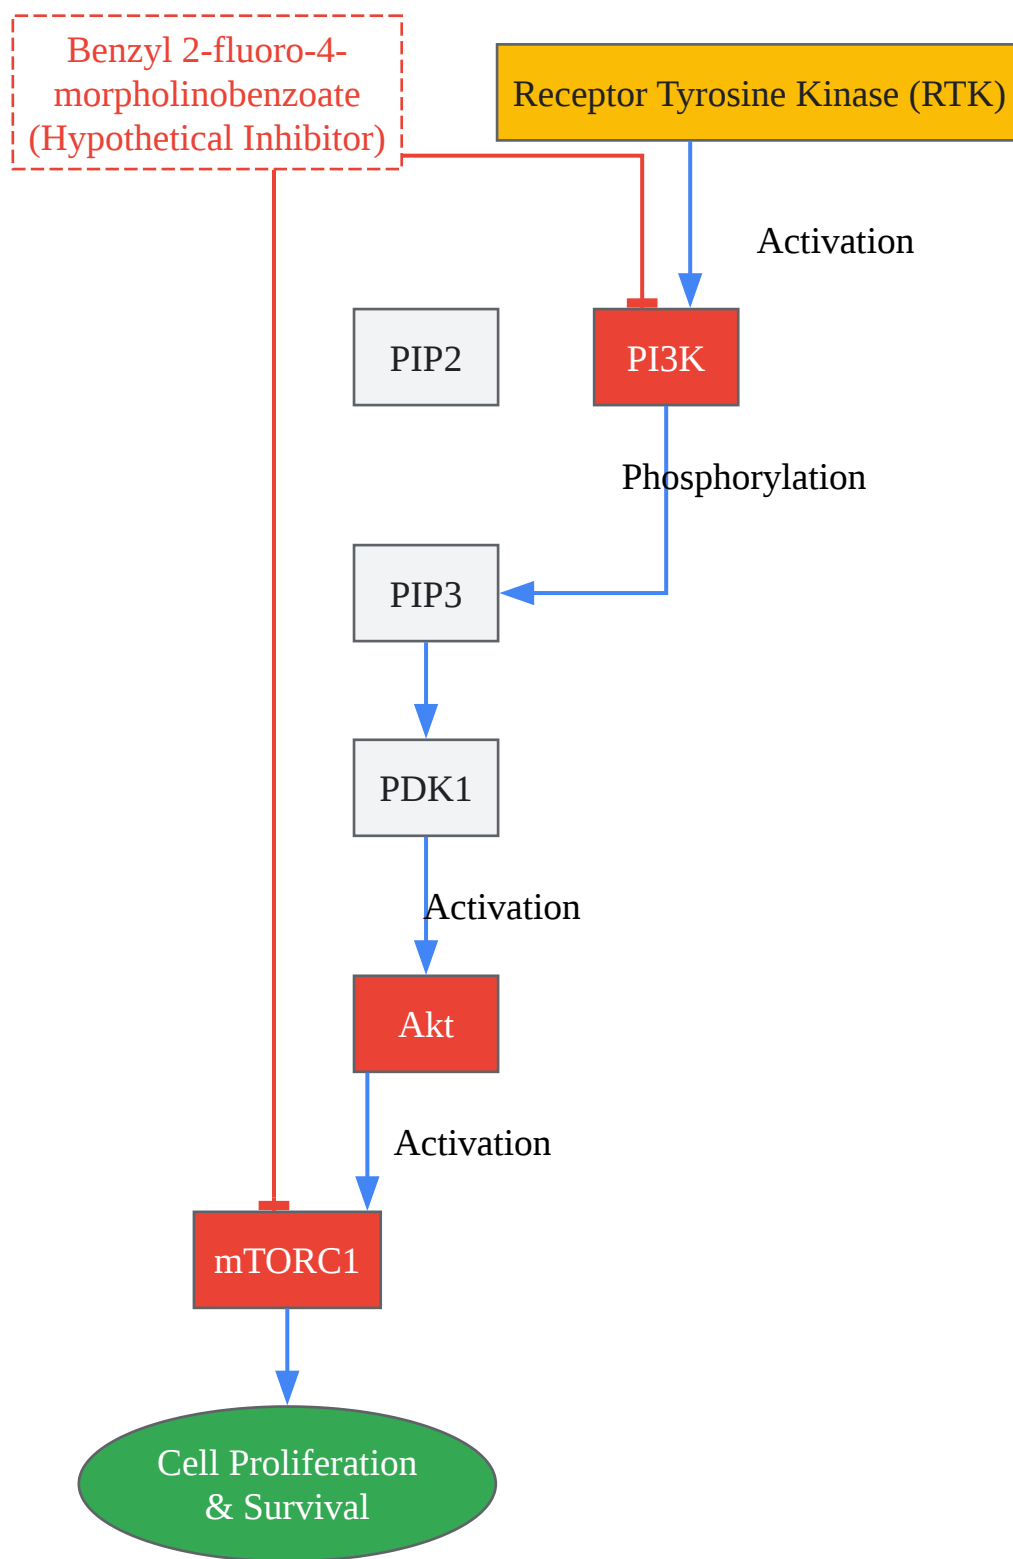 Benzyl 2-fluoro-4-
morpholinobenzoate
(Hypothetical Inhibitor)
Receptor Tyrosine Kinase (RTK)
Activation
PIP2
PI3K
Phosphorylation
PIP3
PDK1
Activation
Akt
Activation
mTORC1
Cell Proliferation
& Survival